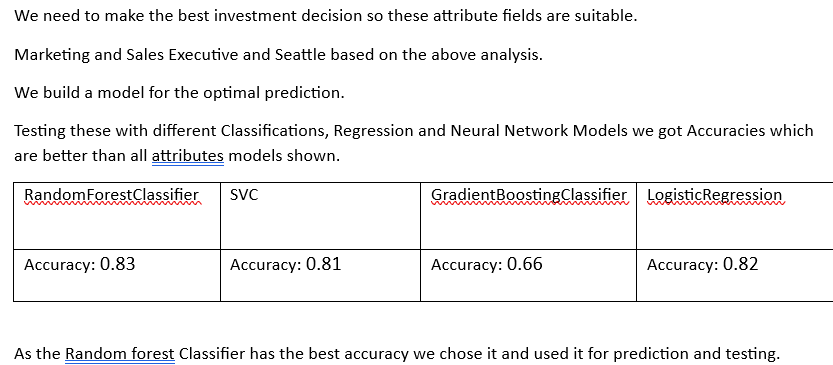 We need to make the best investment decision so these attribute fields are suitable.
Marketing and Sales Executive and Seattle based on the above analysis.
We build a model for the optimal prediction.
Testing these with different Classifications, Regression and Neural Network Models we got Accuracies which
are better than all attributes models shown.
RandomForestClassifier SVC GradientBoostingClassifier LogisticRegression
Accuracy: 0.83 Accuracy: 0.81 Accuracy: 0.66 Accuracy: 0.82
As the Random forest Classifier has the best accuracy we chose it and used it for prediction and testing.